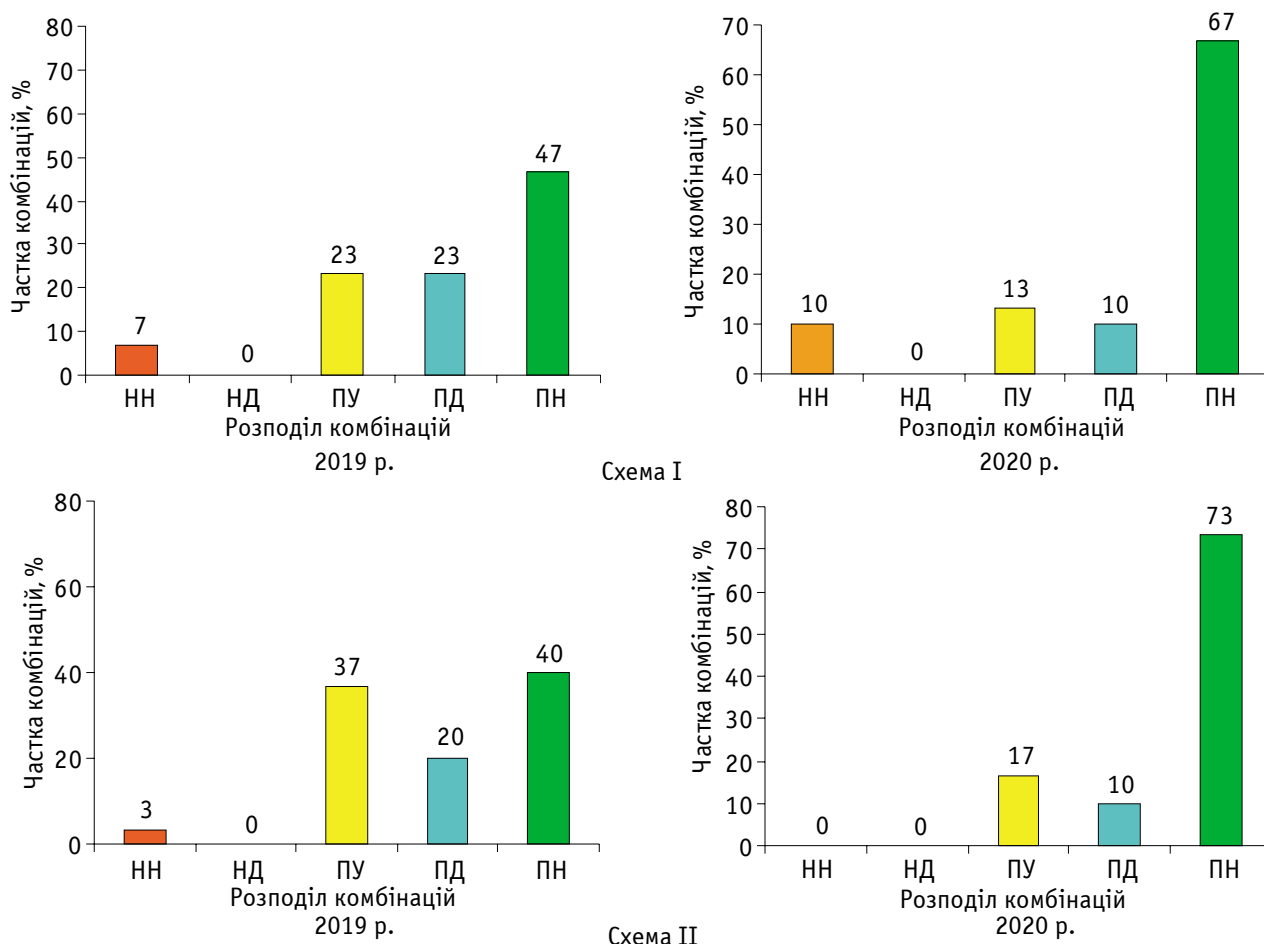 Частка комбінацій, %
80
70
60
50
40
30
20
10
0
7
0
23
23
47
НН НД ПУ ПД ПН
Розподіл комбінацій
2019 р.
Частка комбінацій, %
70
60
50
40
30
20
10
0
10
0
13
10
67
НН НД ПУ ПД ПН
Розподіл комбінацій
2020 р.
Схема I
Частка комбінацій, %
80
60
40
20
0
3
0
37
20
40
НН НД ПУ ПД ПН
Розподіл комбінацій
2019 р.
Частка комбінацій, %
80
70
60
50
40
30
20
10
0
0
0
17
10
73
НН НД ПУ ПД ПН
Розподіл комбінацій
2020 р.
Схема II